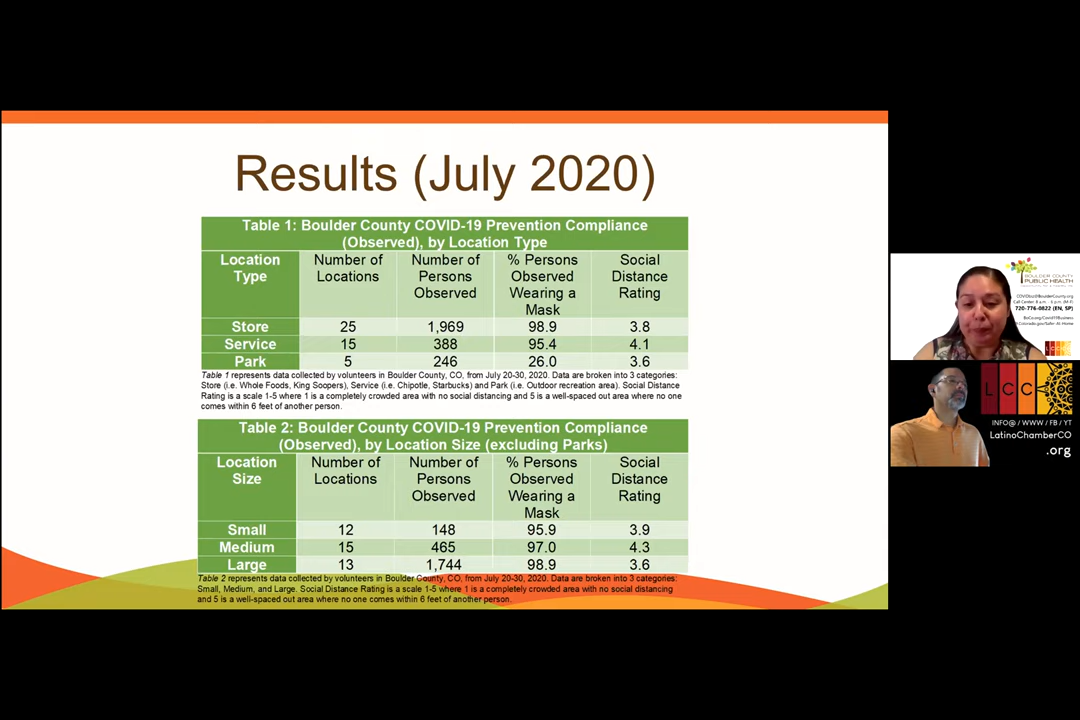 Results (July 2020)
Table 1: Boulder County COVID-19 Prevention Compliance
(Observed), by Location Type
Location Type | Number of Locations | Number of Persons Observed | % Persons Observed Wearing a Mask | Social Distance Rating
Store | 25 | 1,969 | 98.9 | 3.8
Service | 15 | 388 | 95.4 | 4.1
Park | 5 | 246 | 26.0 | 3.6
Table 1 represents data collected by volunteers in Boulder County, CO, from July 20-30, 2020. Data are broken into 3 categories:
Store (i.e. Whole Foods, King Soopers), Service (i.e. Chipotle, Starbucks) and Park (i.e. Outdoor recreation area). Social Distance
Rating is a scale 1-5 where 1 is a completely crowded area with no social distancing and 5 is a well-spaced out area where no one
comes within 6 feet of another person.
Table 2: Boulder County COVID-19 Prevention Compliance
(Observed), by Location Size (excluding Parks)
Location Size | Number of Locations | Number of Persons Observed | % Persons Observed Wearing a Mask | Social Distance Rating
Small | 12 | 148 | 95.9 | 3.9
Medium | 15 | 465 | 97.0 | 4.3
Large | 13 | 1,744 | 98.9 | 3.6
Table 2 represents data collected by volunteers in Boulder County, CO, from July 20-30, 2020. Data are broken into 3 categories:
Small, Medium, and Large. Social Distance Rating is a scale 1-5 where 1 is a completely crowded area with no social distancing
and 5 is a well-spaced out area where no one comes within 6 feet of another person.
BOULDER COUNTY
PUBLIC HEALTH
720-776-0822 (EN, SP)
LCC
INFO@ / WWW / FB / YT
LatinoChamberCO
.org